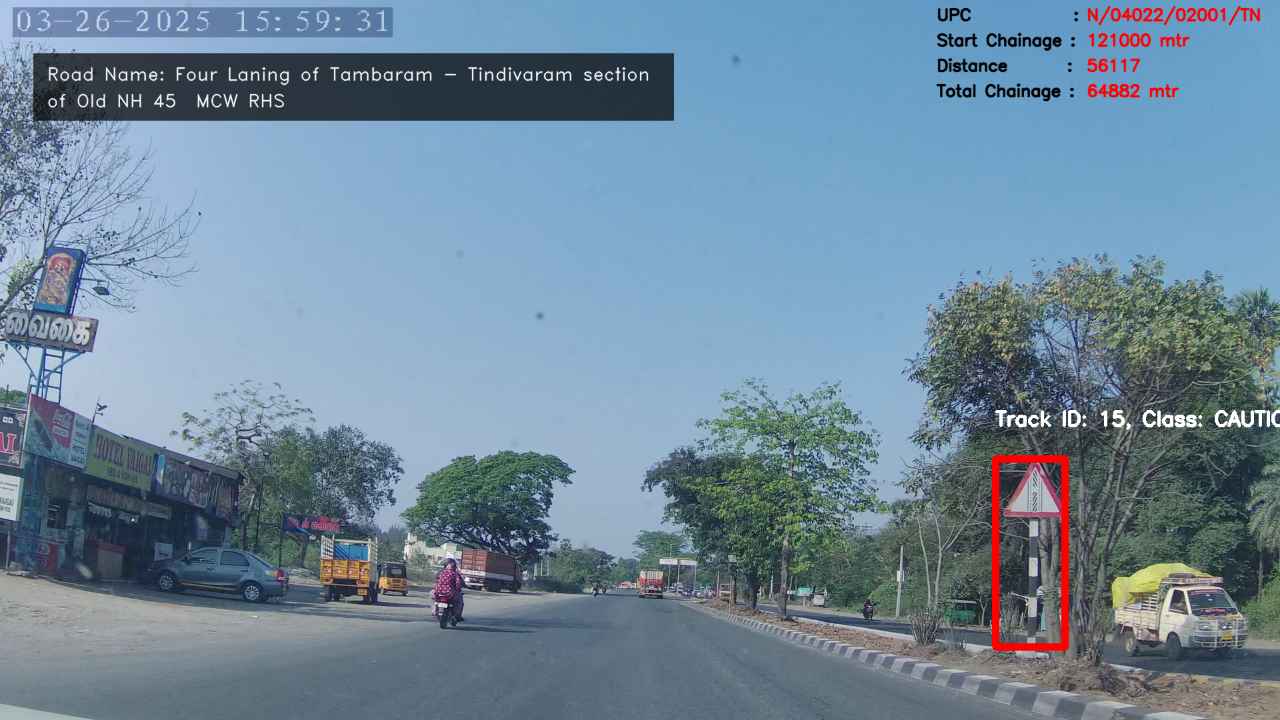 03-26-2025 15:59:31
Road Name: Four Laning of Tambaram - Tindivaram section
of Old NH 45 MCW RHS
UPC : N/04022/02001/TN
Start Chainage : 121000 mtr
Distance : 56117
Total Chainage : 64882 mtr
வைகை
HOTEL
Track ID: 15, Class: CAUTIO